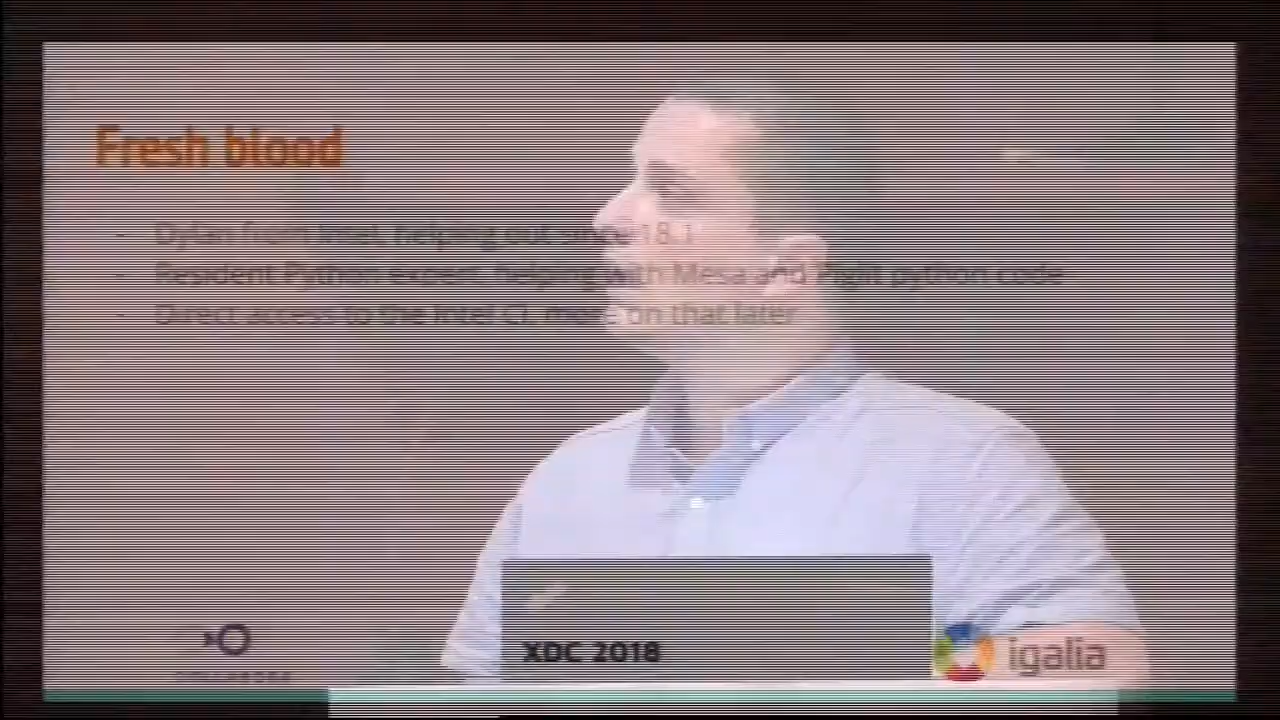 Fresh blood
- Dylan from Intel, helping out since 18.1
- Resident Python expert, helping with Mesa and Piglit python code
- Direct access to the Intel CI, more on that later
XDC 2018
igalia